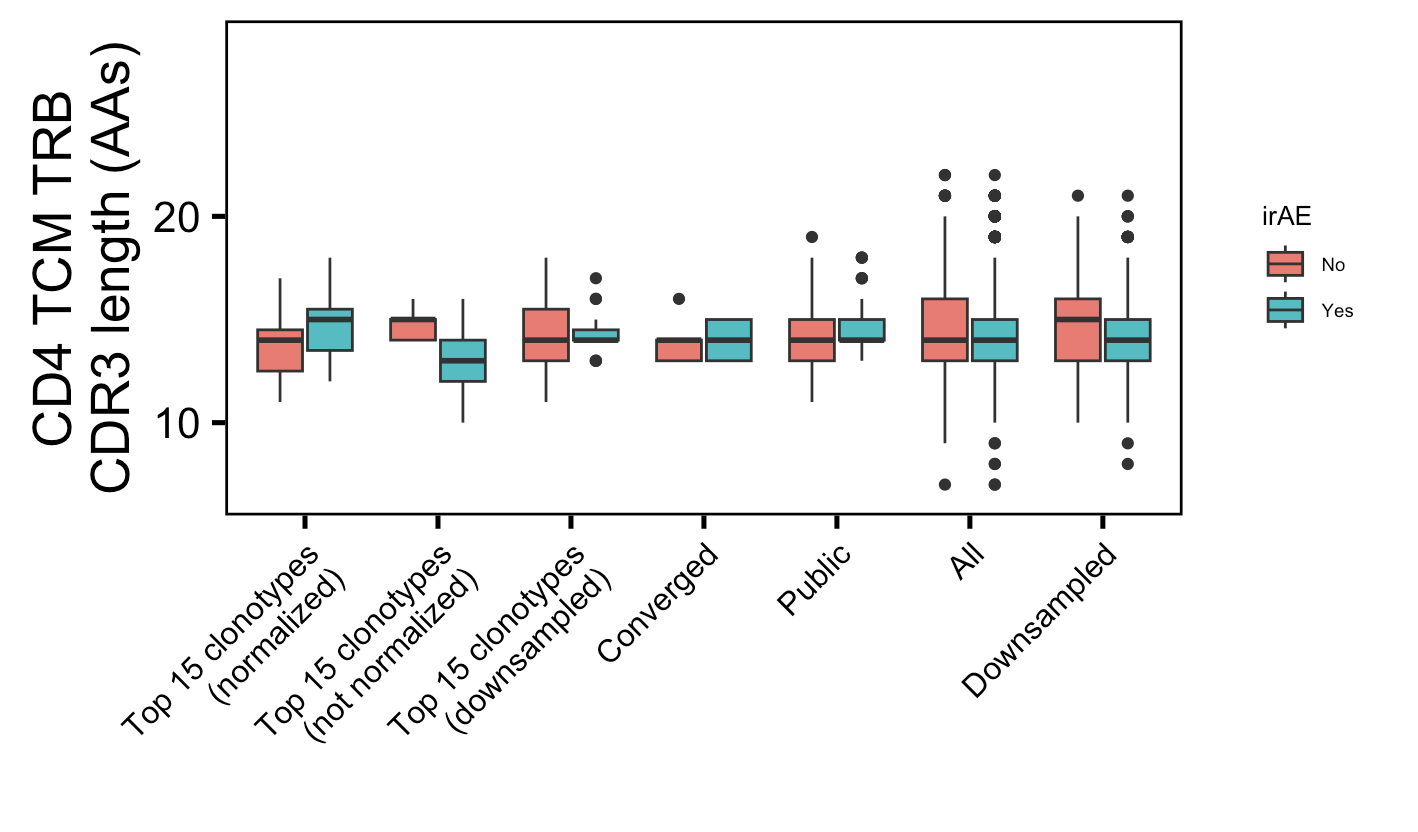 CD4 TCM TRB
CDR3 length (AAs)
20
10
Top 15 clonotypes
(normalized)
Top 15 clonotypes
(not normalized)
Top 15 clonotypes
(downsampled)
Converged
Public
All
Downsampled
irAE
No
Yes